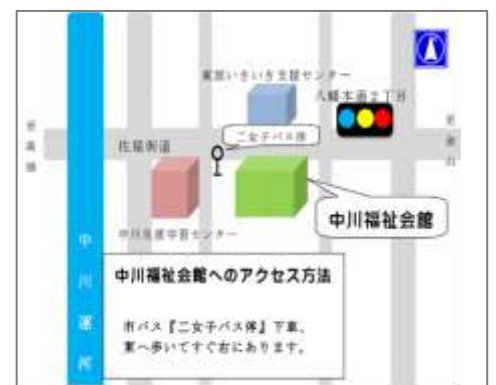 東部いきいき支援センター
八幡本通2丁目
二女子バス停
佐屋街道
中川福祉会館
中川生涯学習センター
中川運河
中川福祉会館へのアクセス方法
市バス『二女子バス停』下車、
東へ歩いてすぐ右にあります。